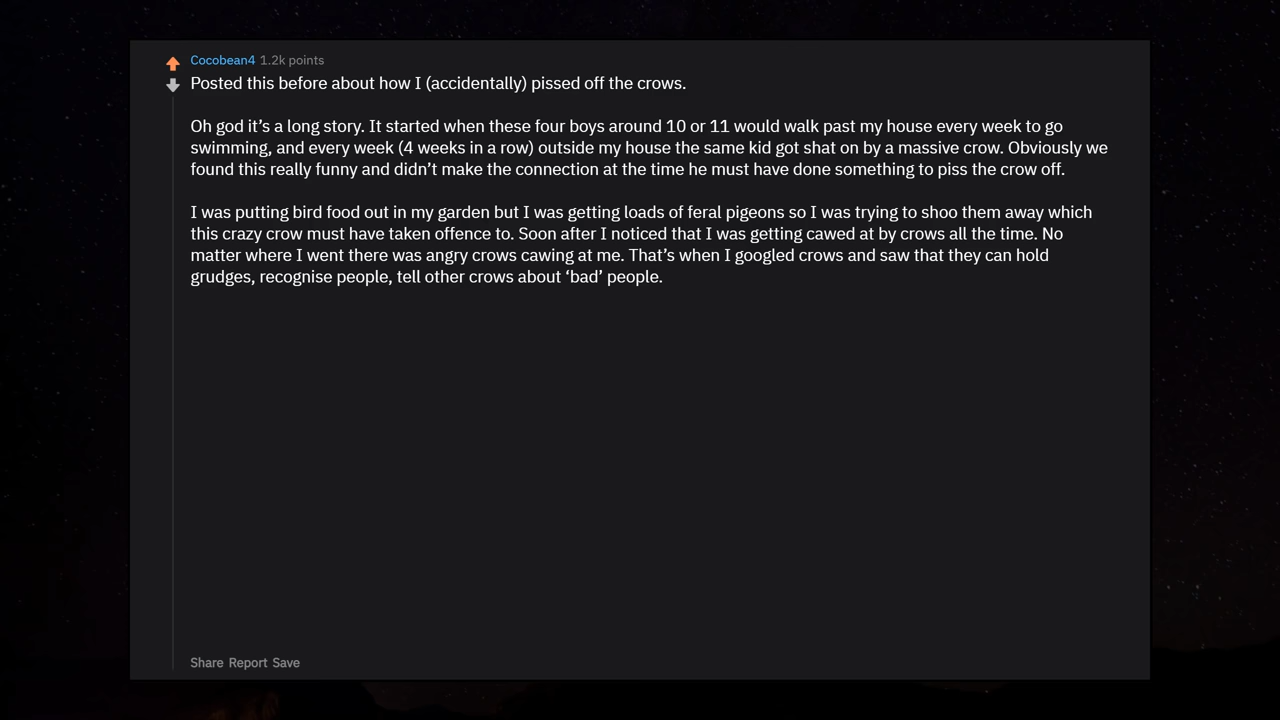 Cocobean4 1.2k points
Posted this before about how I (accidentally) pissed off the crows.
Oh god it’s a long story. It started when these four boys around 10 or 11 would walk past my house every week to go
swimming, and every week (4 weeks in a row) outside my house the same kid got shat on by a massive crow. Obviously we
found this really funny and didn’t make the connection at the time he must have done something to piss the crow off.
I was putting bird food out in my garden but I was getting loads of feral pigeons so I was trying to shoo them away which
this crazy crow must have taken offence to. Soon after I noticed that I was getting cawed at by crows all the time. No
matter where I went there was angry crows cawing at me. That’s when I googled crows and saw that they can hold
grudges, recognise people, tell other crows about ‘bad’ people.
Share Report Save